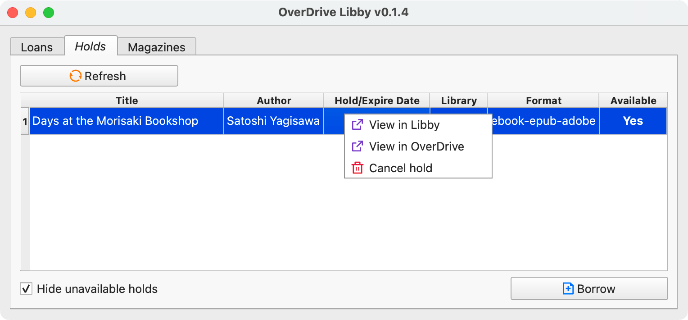 OverDrive Libby v0.1.4
Loans Holds Magazines
Refresh
Title Author Hold/Expire Date Library Format Available
1 Days at the Morisaki Bookshop Satoshi Yagisawa ebook-epub-adobe Yes
View in Libby
View in OverDrive
Cancel hold
Hide unavailable holds Borrow